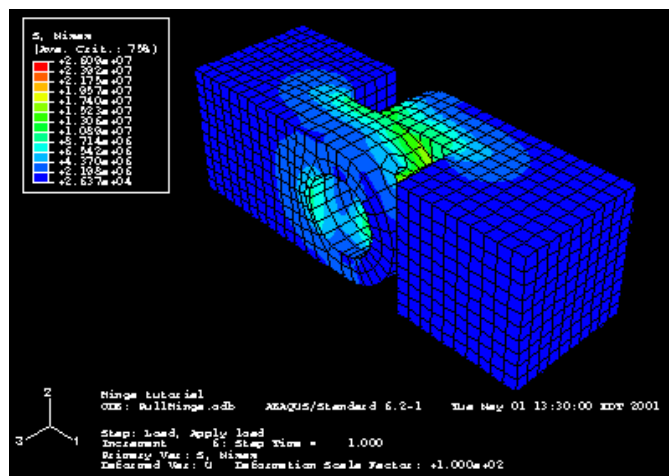 S, Mises
(Ave. Crit.: 75%)
+2.609e+07
+2.392e+07
+2.175e+07
+1.957e+07
+1.740e+07
+1.523e+07
+1.306e+07
+1.089e+07
+8.714e+06
+6.542e+06
+4.370e+06
+2.198e+06
+2.637e+04
2
3
1
Hinge tutorial
ODB: PullHinge.odb ABAQUS/Standard 6.2-1 Tue May 01 13:30:00 EDT 2001
Step: Load, Apply load
Increment 6: Step Time = 1.000
Primary Var: S, Mises
Deformed Var: U Deformation Scale Factor: +1.000e+02